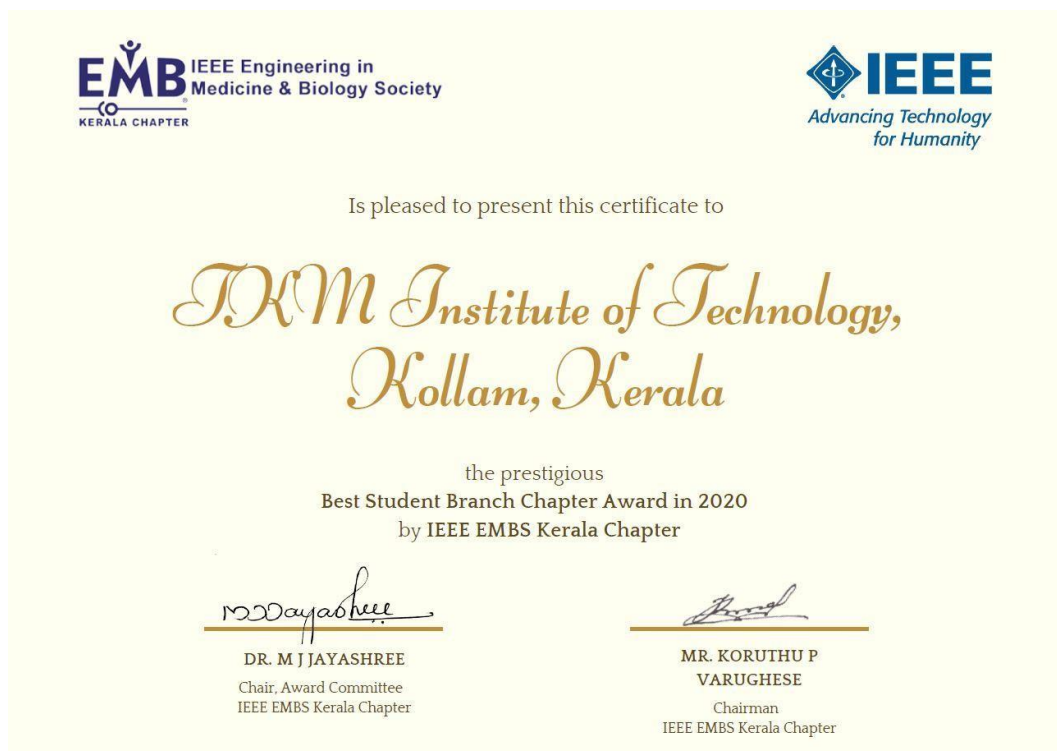 EMB IEEE Engineering in
Medicine & Biology Society
KERALA CHAPTER
IEEE
Advancing Technology
for Humanity
Is pleased to present this certificate to
TKM Institute of Technology,
Kollam, Kerala
the prestigious
Best Student Branch Chapter Award in 2020
by IEEE EMBS Kerala Chapter
MJJayashree
DR. M J JAYASHREE
Chair, Award Committee
IEEE EMBS Kerala Chapter
MR. KORUTHU P
VARUGHESE
Chairman
IEEE EMBS Kerala Chapter